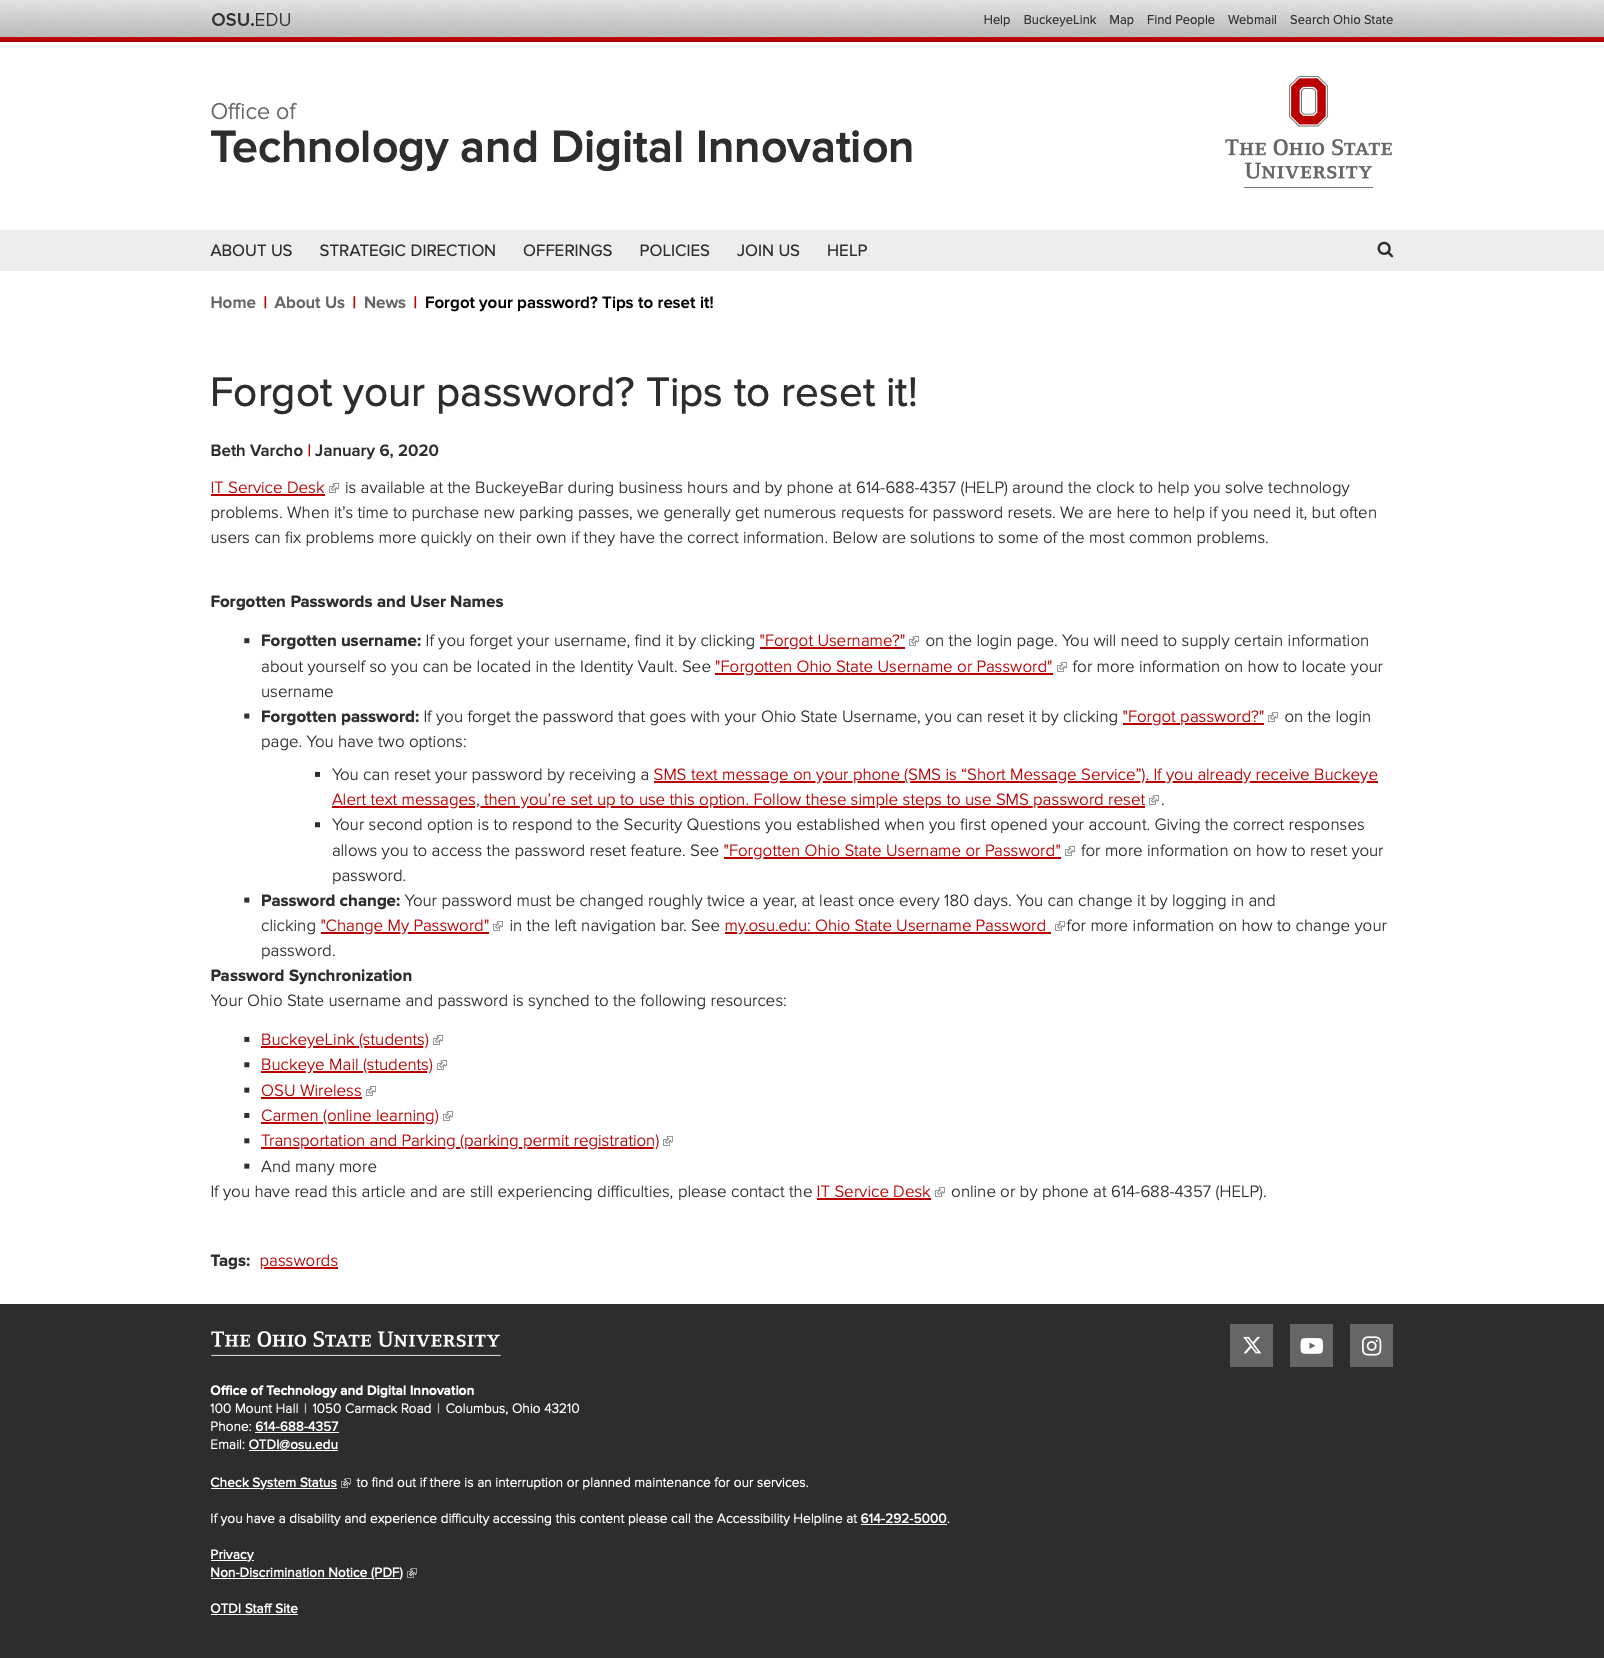 OSU.EDU
Help BuckeyeLink Map Find People Webmail Search Ohio State
Office of
Technology and Digital Innovation
THE OHIO STATE
UNIVERSITY
ABOUT US STRATEGIC DIRECTION OFFERINGS POLICIES JOIN US HELP
Home | About Us | News | Forgot your password? Tips to reset it!
Forgot your password? Tips to reset it!
Beth Varcho | January 6, 2020
IT Service Desk is available at the BuckeyeBar during business hours and by phone at 614-688-4357 (HELP) around the clock to help you solve technology
problems. When it’s time to purchase new parking passes, we generally get numerous requests for password resets. We are here to help if you need it, but often
users can fix problems more quickly on their own if they have the correct information. Below are solutions to some of the most common problems.
Forgotten Passwords and User Names
▪ Forgotten username: If you forget your username, find it by clicking "Forgot Username?" on the login page. You will need to supply certain information
about yourself so you can be located in the Identity Vault. See "Forgotten Ohio State Username or Password" for more information on how to locate your
username
▪ Forgotten password: If you forget the password that goes with your Ohio State Username, you can reset it by clicking "Forgot password?" on the login
page. You have two options:
▪ You can reset your password by receiving a SMS text message on your phone (SMS is “Short Message Service”). If you already receive Buckeye
Alert text messages, then you’re set up to use this option. Follow these simple steps to use SMS password reset.
▪ Your second option is to respond to the Security Questions you established when you first opened your account. Giving the correct responses
allows you to access the password reset feature. See "Forgotten Ohio State Username or Password" for more information on how to reset your
password.
▪ Password change: Your password must be changed roughly twice a year, at least once every 180 days. You can change it by logging in and
clicking "Change My Password" in the left navigation bar. See my.osu.edu: Ohio State Username Password for more information on how to change your
password.
Password Synchronization
Your Ohio State username and password is synched to the following resources:
▪ BuckeyeLink (students)
▪ Buckeye Mail (students)
▪ OSU Wireless
▪ Carmen (online learning)
▪ Transportation and Parking (parking permit registration)
▪ And many more
If you have read this article and are still experiencing difficulties, please contact the IT Service Desk online or by phone at 614-688-4357 (HELP).
Tags: passwords
THE OHIO STATE UNIVERSITY
Office of Technology and Digital Innovation
100 Mount Hall | 1050 Carmack Road | Columbus, Ohio 43210
Phone: 614-688-4357
Email: OTDI@osu.edu
Check System Status to find out if there is an interruption or planned maintenance for our services.
If you have a disability and experience difficulty accessing this content please call the Accessibility Helpline at 614-292-5000.
Privacy
Non-Discrimination Notice (PDF)
OTDI Staff Site